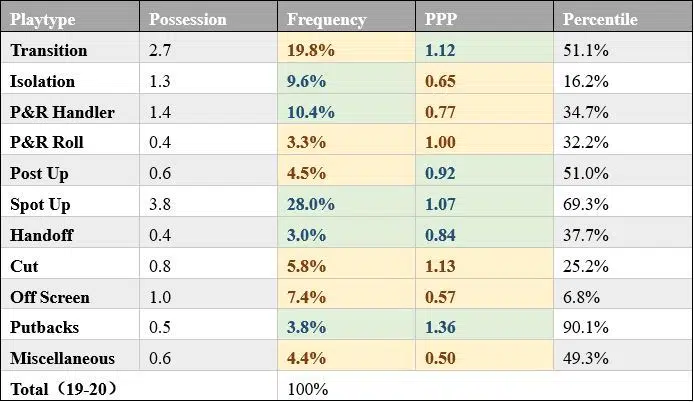 Playtype Possession Frequency PPP Percentile
Transition 2.7 19.8% 1.12 51.1%
Isolation 1.3 9.6% 0.65 16.2%
P&R Handler 1.4 10.4% 0.77 34.7%
P&R Roll 0.4 3.3% 1.00 32.2%
Post Up 0.6 4.5% 0.92 51.0%
Spot Up 3.8 28.0% 1.07 69.3%
Handoff 0.4 3.0% 0.84 37.7%
Cut 0.8 5.8% 1.13 25.2%
Off Screen 1.0 7.4% 0.57 6.8%
Putbacks 0.5 3.8% 1.36 90.1%
Miscellaneous 0.6 4.4% 0.50 49.3%
Total（19-20） 100%